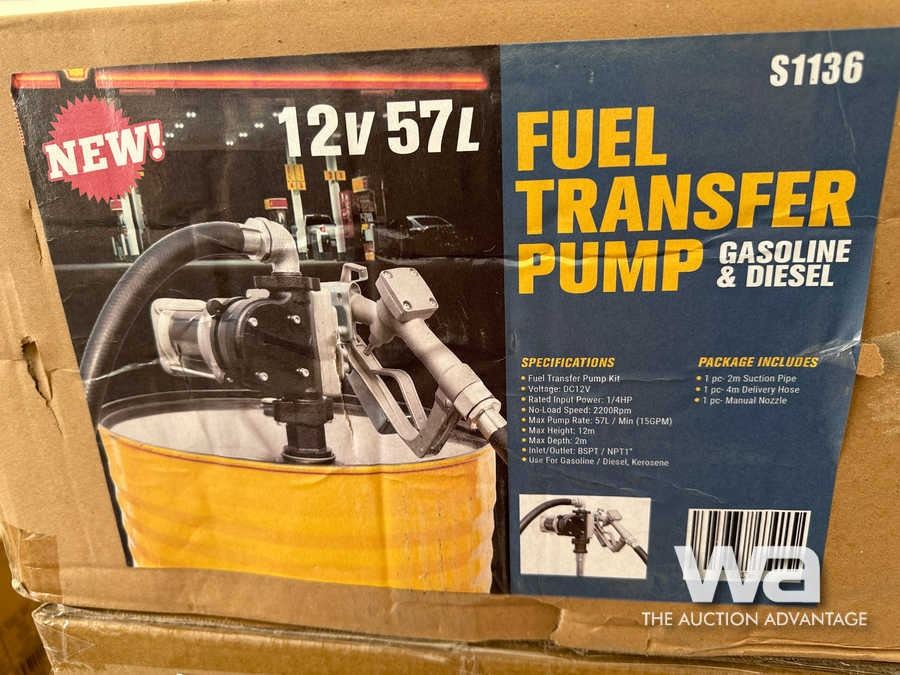 S1136
NEW!
12V 57L
FUEL
TRANSFER
PUMP GASOLINE
& DIESEL
SPECIFICATIONS
• Fuel Transfer Pump Kit
• Voltage: DC12V
• Rated Input Power: 1/4HP
• No-Load Speed: 2200Rpm
• Max Pump Rate: 57L / Min (15GPM)
• Max Height: 12m
• Max Depth: 2m
• Inlet/Outlet: BSPT / NPT1"
• Use For Gasoline / Diesel, Kerosene
PACKAGE INCLUDES
• 1 pc- 2m Suction Pipe
• 1 pc- 4m Delivery Hose
• 1 pc- Manual Nozzle
wa
THE AUCTION ADVANTAGE